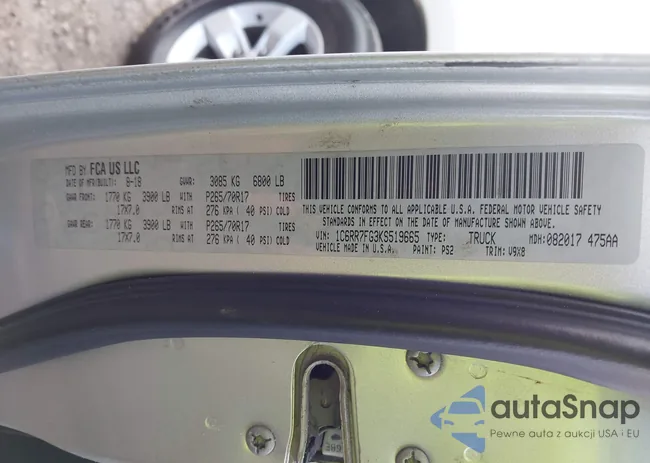 MFD BY FCA US LLC
DATE OF MFR(BUILT): 8-18 GVWR: 3085 KG 6800 LB
GAWR FRONT: 1770 KG 3900 LB WITH P265/70R17 TIRES
17X7.0 RIMS AT 276 KPA ( 40 PSI) COLD
GAWR REAR: 1770 KG 3900 LB WITH P265/70R17 TIRES
17X7.0 RIMS AT 276 KPA ( 40 PSI) COLD
THIS VEHICLE CONFORMS TO ALL APPLICABLE U.S.A. FEDERAL MOTOR VEHICLE SAFETY
STANDARDS IN EFFECT ON THE DATE OF MANUFACTURE SHOWN ABOVE.
VIN: 1C6RR7FG3KS519665 TYPE: TRUCK MDH:082017 475AA
VEHICLE MADE IN U.S.A. PAINT: PS2 TRIM: V9X8
autaSnap
Pewne auta z aukcji USA i EU